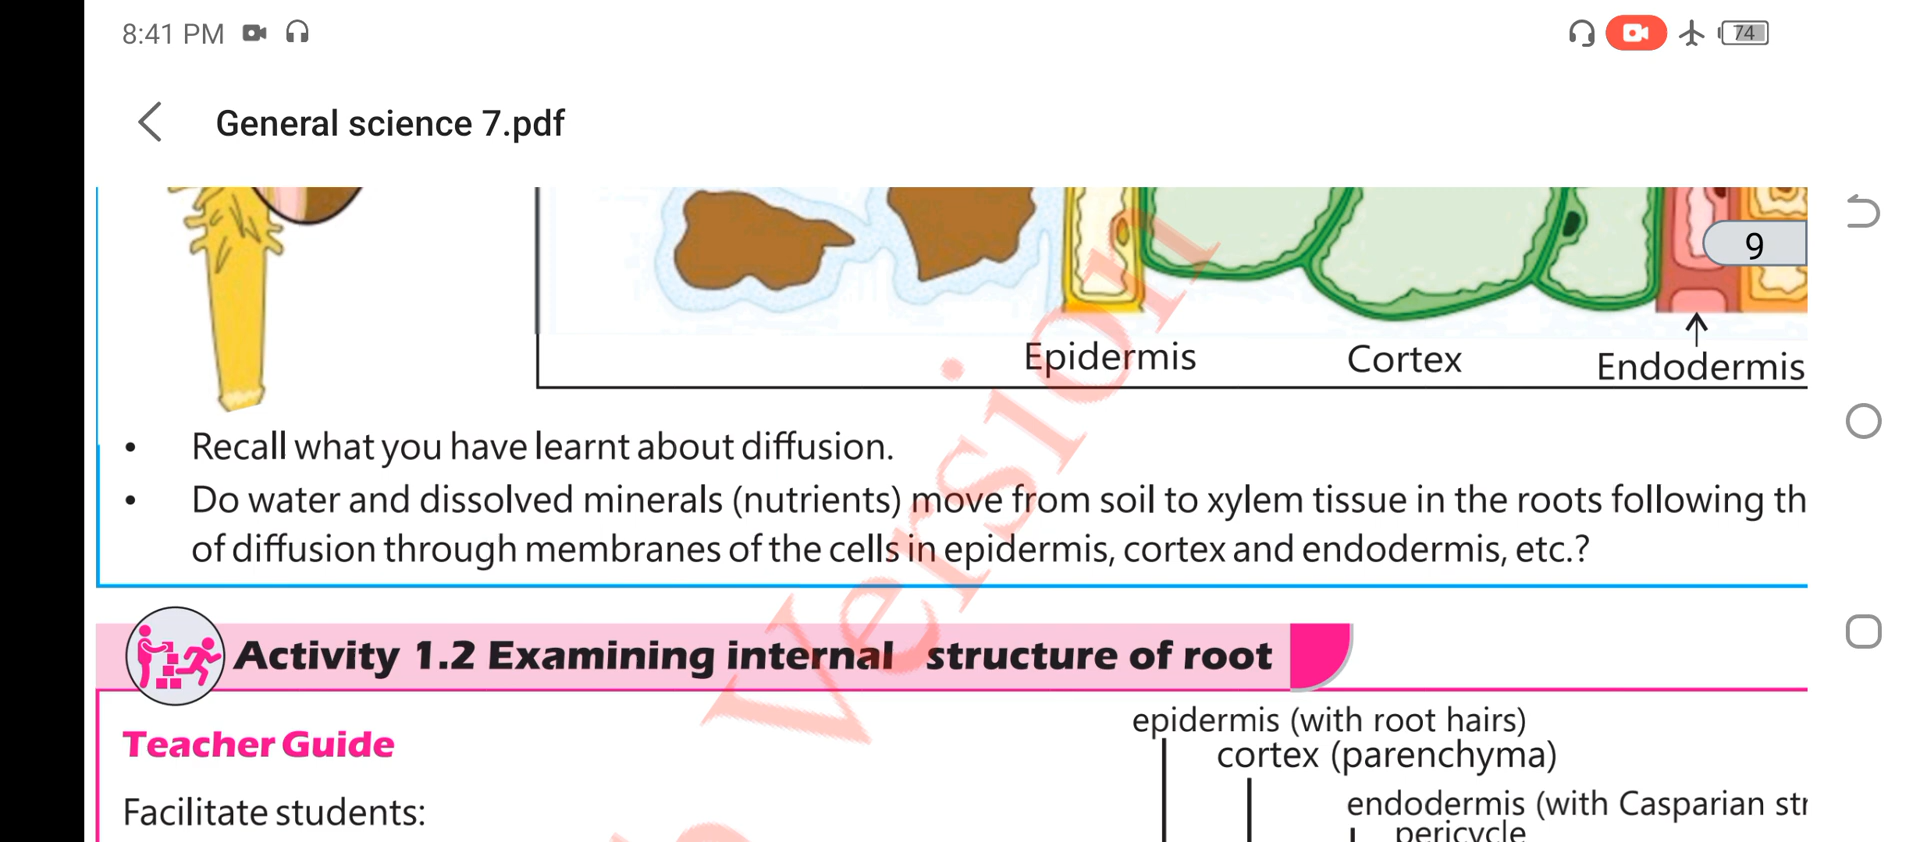 8:41 PM
74
General science 7.pdf
9
Epidermis
Cortex
Endodermis
• Recall what you have learnt about diffusion.
• Do water and dissolved minerals (nutrients) move from soil to xylem tissue in the roots following th
of diffusion through membranes of the cells in epidermis, cortex and endodermis, etc.?
Version
Activity 1.2 Examining internal structure of root
epidermis (with root hairs)
Teacher Guide
cortex (parenchyma)
endodermis (with Casparian str
Facilitate students:
pericycle